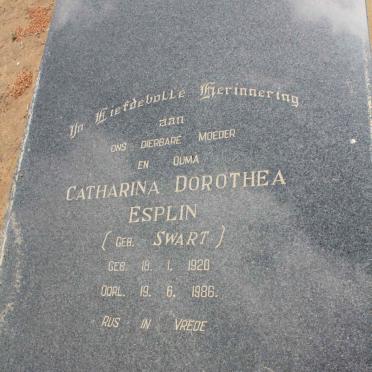 In Liefdevolle Herinnering
aan
ONS DIERBARE MOEDER
EN OUMA
CATHARINA DOROTHEA
ESPLIN
( GEB. SWART )
GEB. 18. 1. 1920
OORL. 19. 6. 1986.
RUS IN VREDE